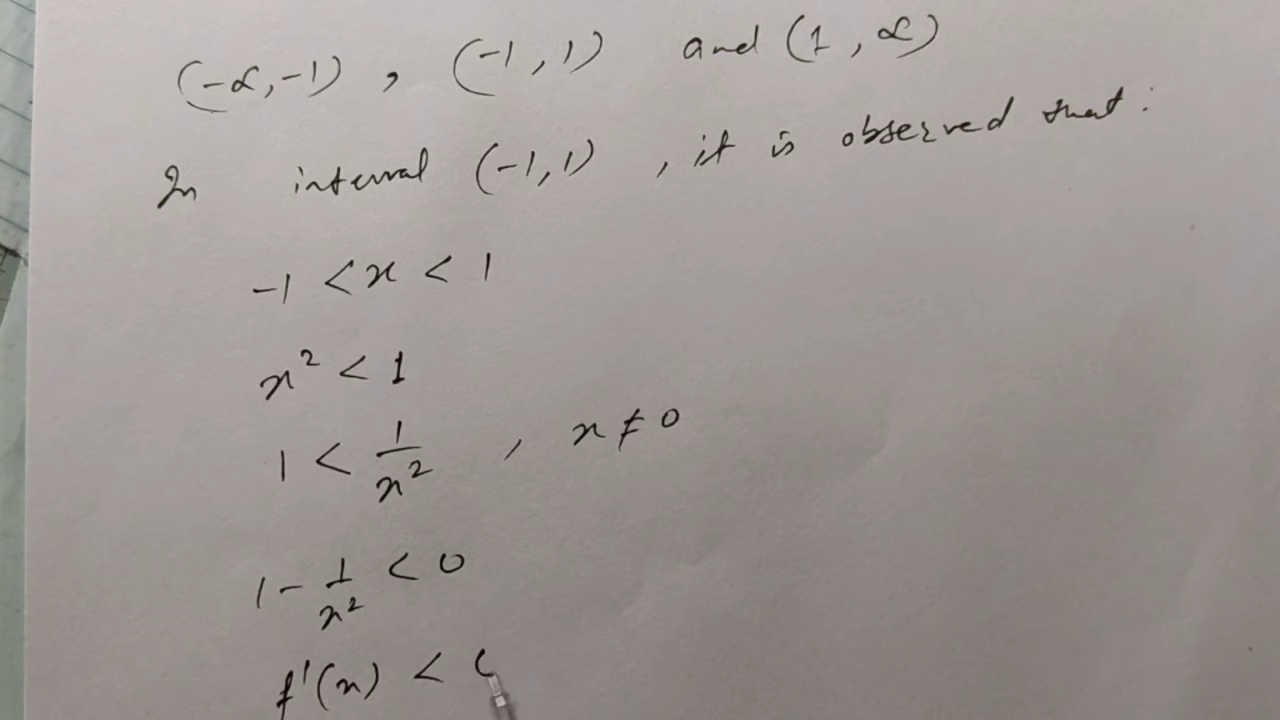 (-∞, -1) , (-1, 1) and (1, ∞)
In interval (-1, 1) , it is observed that :
-1 < x < 1
x² < 1
1 < 1/x² , x ≠ 0
1 - 1/x² < 0
f'(x) <